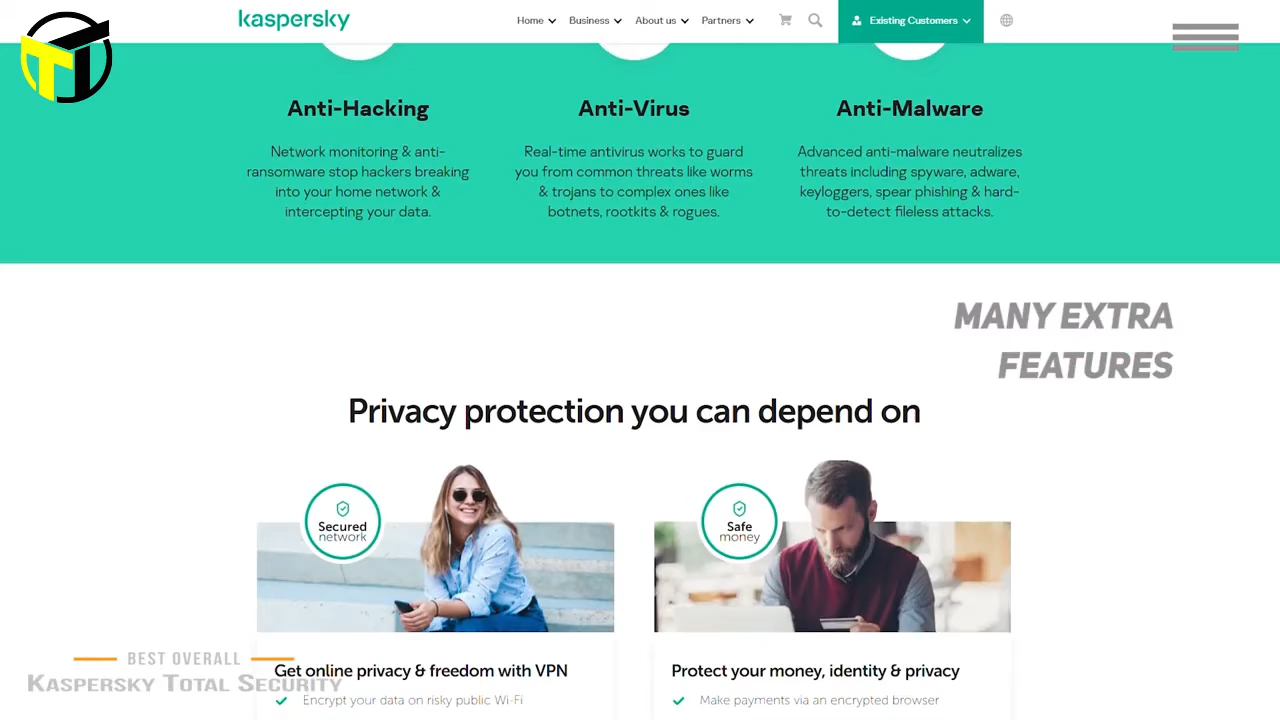 kaspersky
Home Business About us Partners Existing Customers
Anti-Hacking
Network monitoring & anti-
ransomware stop hackers breaking
into your home network &
intercepting your data.
Anti-Virus
Real-time antivirus works to guard
you from common threats like worms
& trojans to complex ones like
botnets, rootkits & rogues.
Anti-Malware
Advanced anti-malware neutralizes
threats including spyware, adware,
keyloggers, spear phishing & hard-
to-detect fileless attacks.
MANY EXTRA
FEATURES
Privacy protection you can depend on
Secured
network
Safe
money
Get online privacy & freedom with VPN
Encrypt your data on risky public Wi-Fi
Protect your money, identity & privacy
Make payments via an encrypted browser
BEST OVERALL
KASPERSKY TOTAL SECURITY